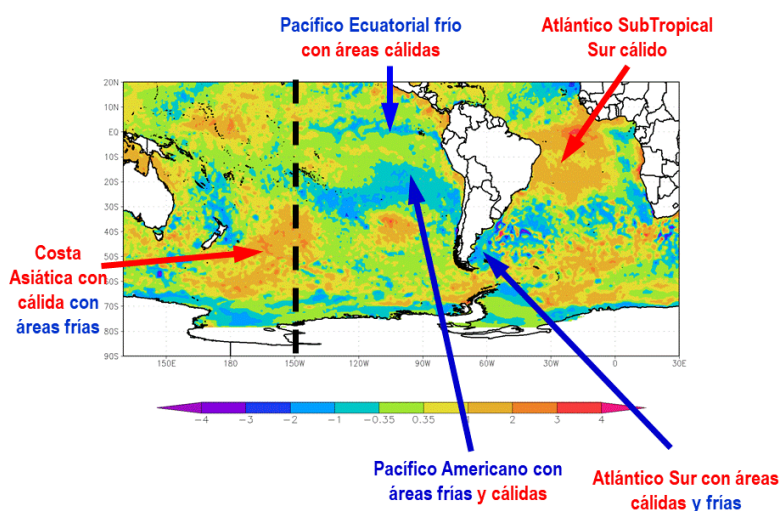 Pacífico Ecuatorial frío
con áreas cálidas
Atlántico SubTropical
Sur cálido
20N
10N
EQ
10S
20S
30S
40S
50S
60S
70S
80S
90S
Costa
Asiática con
cálida con
áreas frías
150E
180
150W
120W
90W
60W
30W
0
30E
-4
-3
-2
-1
-0.35
0.35
1
2
3
4
Pacífico Americano con
áreas frías y cálidas
Atlántico Sur con áreas
cálidas y frías